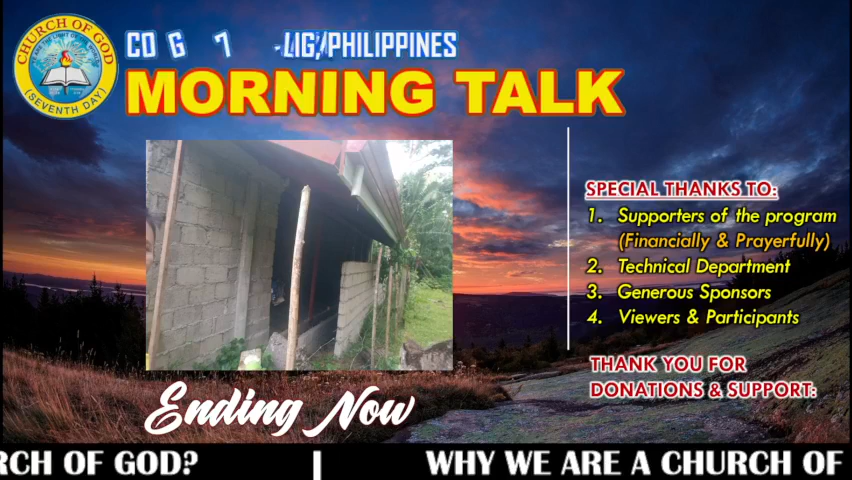 CHURCH OF GOD
(SEVENTH DAY)
CO G 7 -LIG/PHILIPPINES
MORNING TALK
SPECIAL THANKS TO:
1. Supporters of the program
(Financially & Prayerfully)
2. Technical Department
3. Generous Sponsors
4. Viewers & Participants
THANK YOU FOR
DONATIONS & SUPPORT:
Ending Now
RCH OF GOD? | WHY WE ARE A CHURCH OF